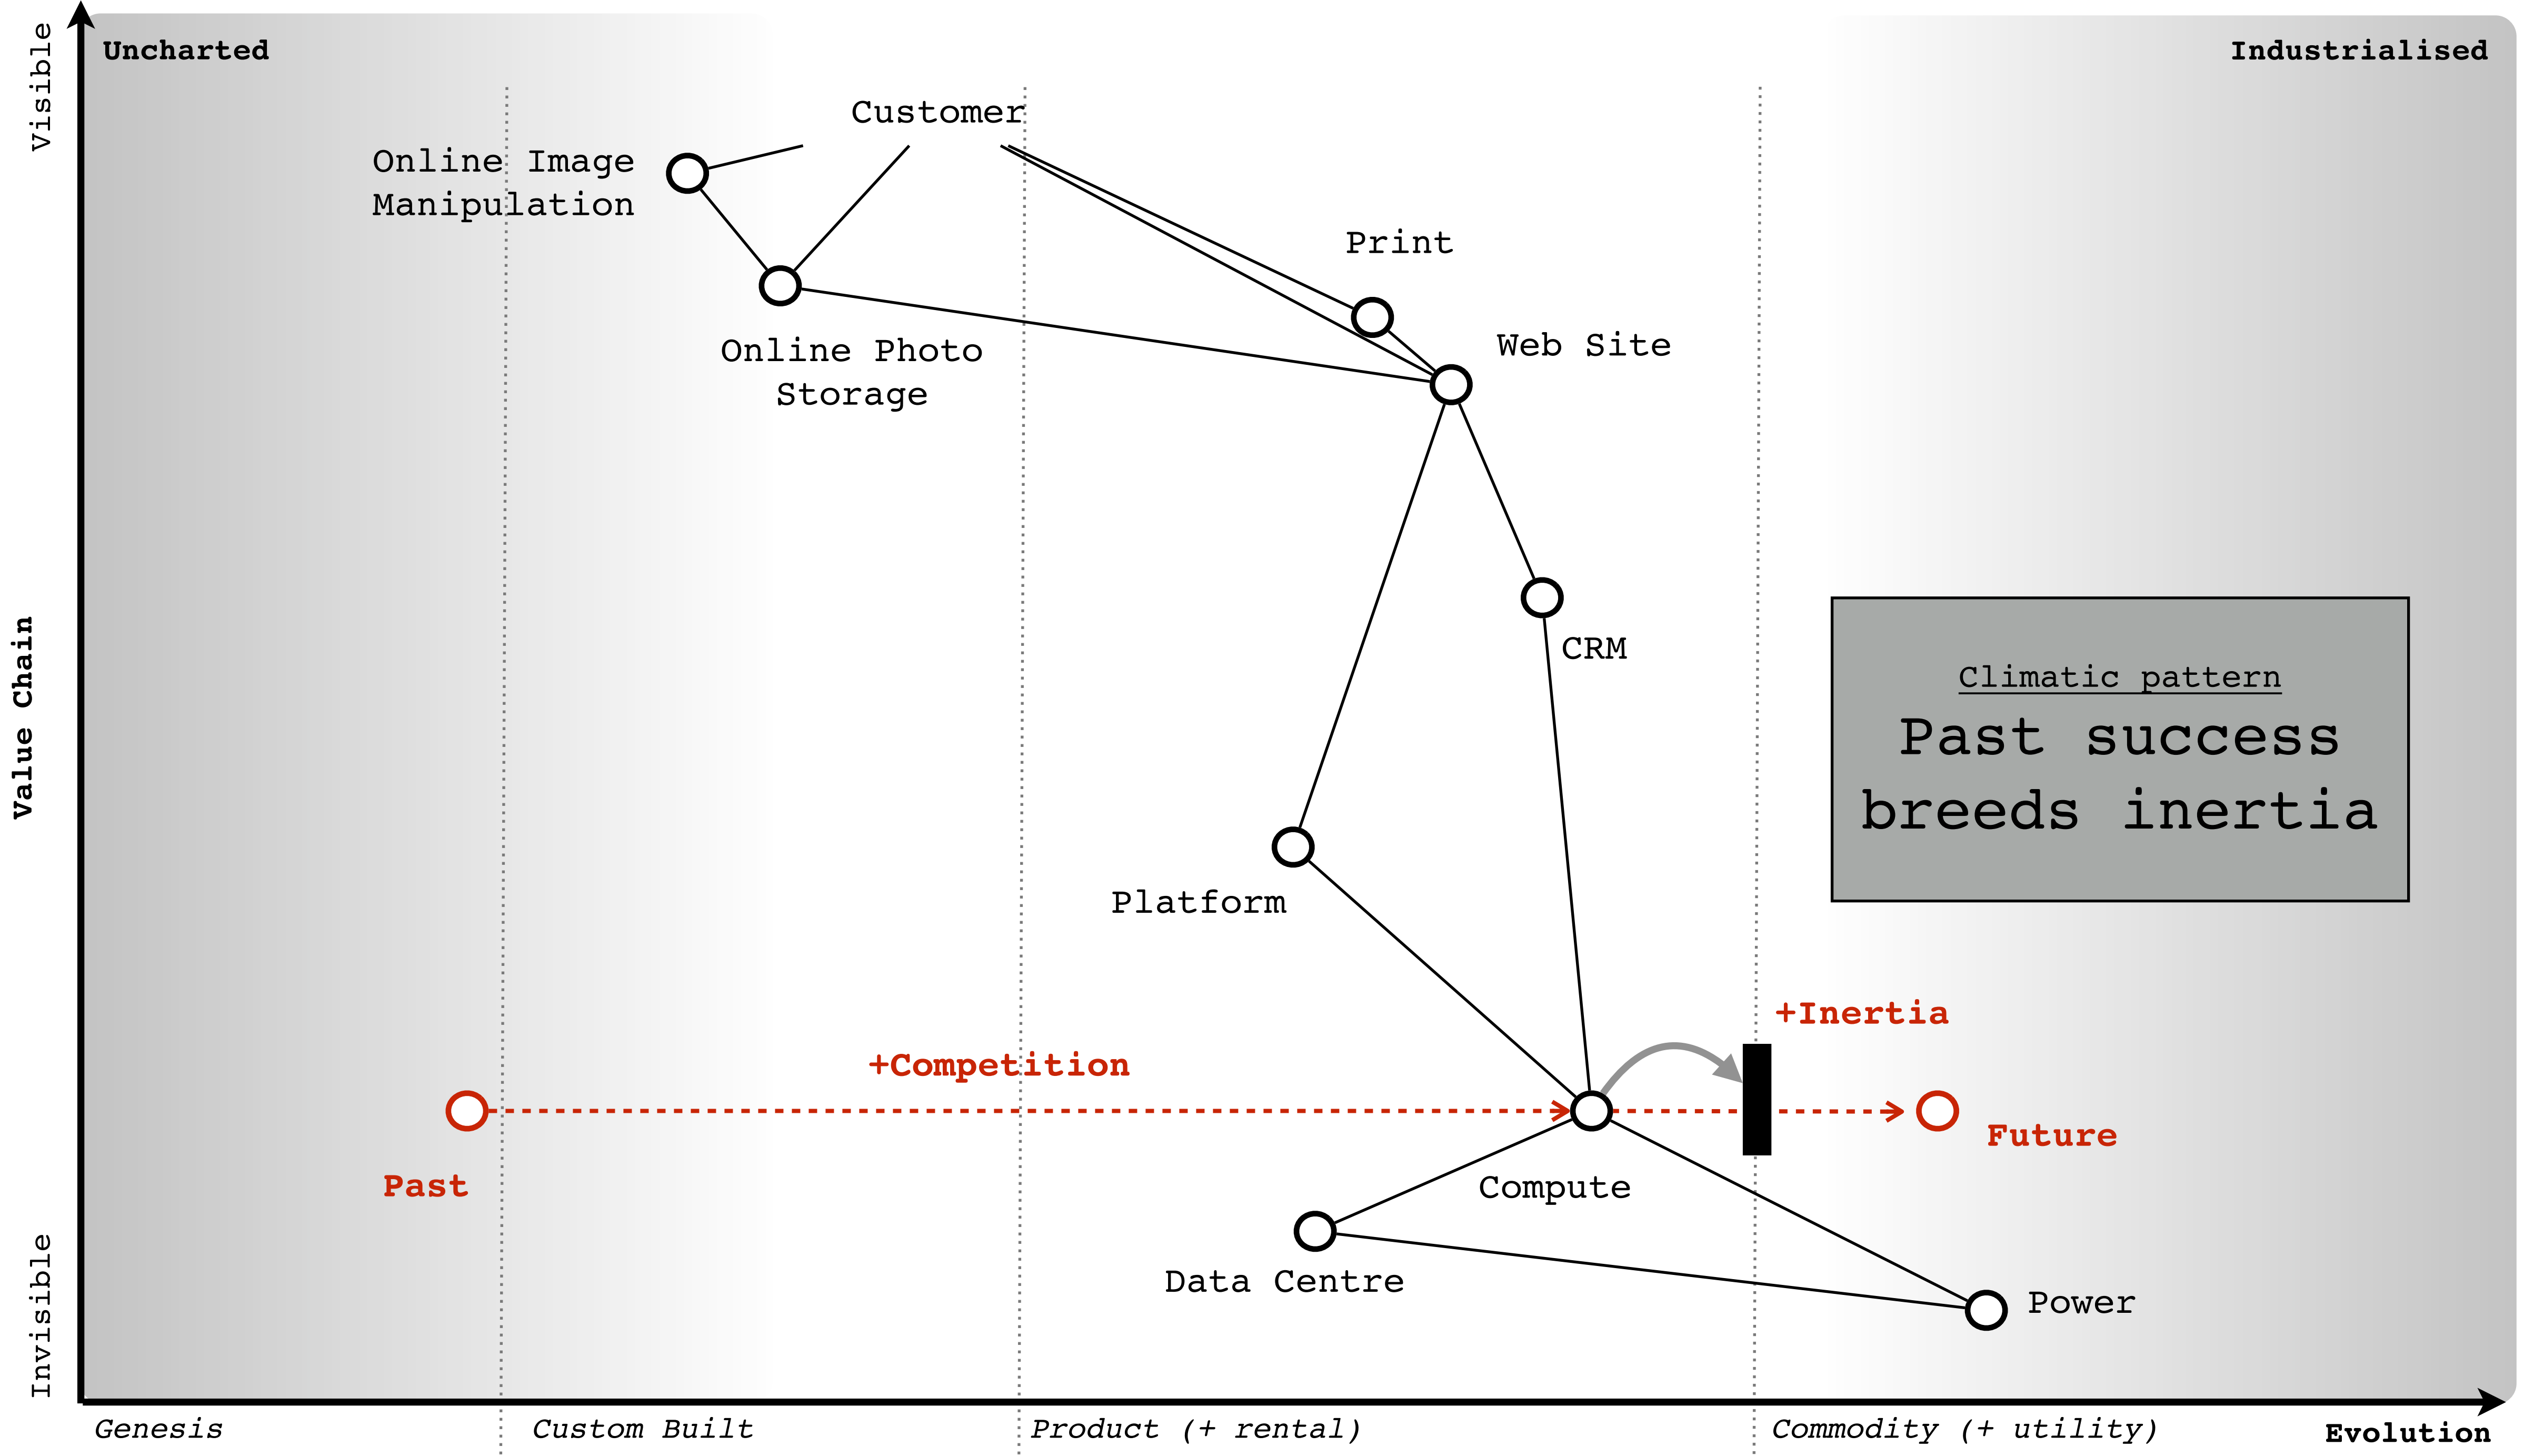 Visible
Uncharted
Industrialised
Customer
Online Image
Manipulation
Print
Web Site
Online Photo
Storage
Value Chain
CRM
Climatic pattern
Past success
breeds inertia
Platform
+Inertia
+Competition
Future
Past
Compute
Data Centre
Power
Invisible
Genesis
Custom Built
Product (+ rental)
Commodity (+ utility)
Evolution